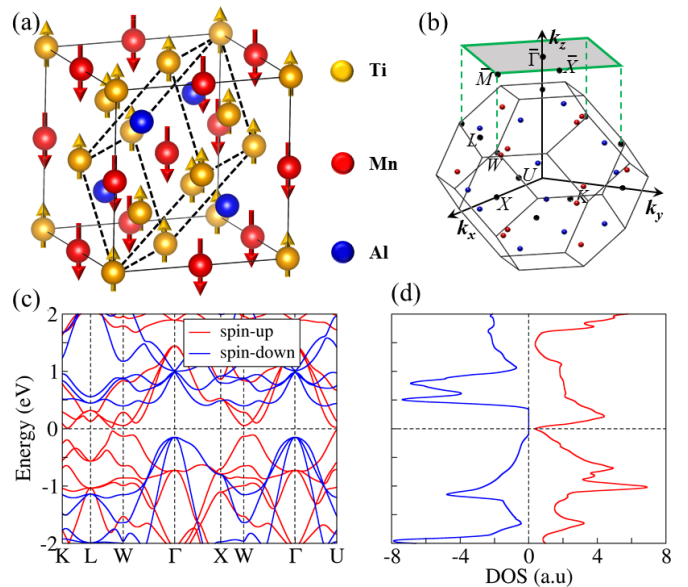 (a)
Ti
Mn
Al
(b)
k_z
Γ̄
X̄
M̄
L
W
U
X
K
k_x
k_y
(c)
2
1
0
-1
-2
Energy (eV)
spin-up
spin-down
K L W Γ X W Γ U
(d)
-8 -4 0 4 8
DOS (a.u)